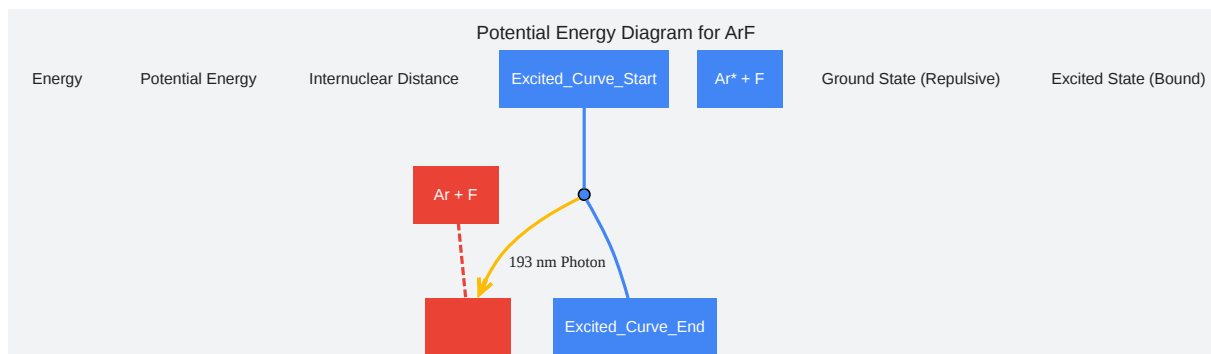 Potential Energy Diagram for ArF
Energy
Potential Energy
Internuclear Distance
Excited_Curve_Start
Ar* + F
Ground State (Repulsive)
Excited State (Bound)
Ar + F
193 nm Photon
Excited_Curve_End